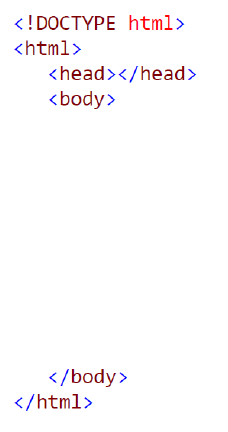 <!DOCTYPE html>
<html>
<head></head>
<body>
</body>
</html>